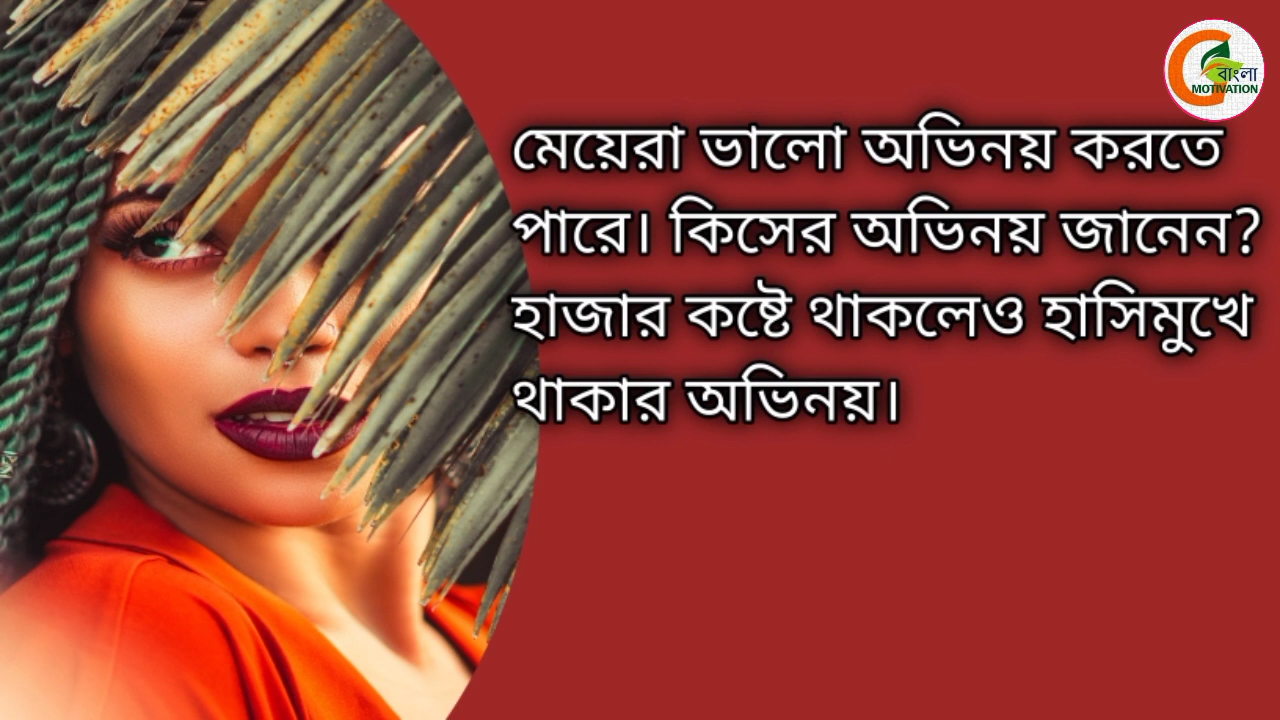 বাংলা
MOTIVATION
মেয়েরা ভালো অভিনয় করতে
পারে। কিসের অভিনয় জানেন?
হাজার কষ্টে থাকলেও হাসিমুখে
থাকার অভিনয়।